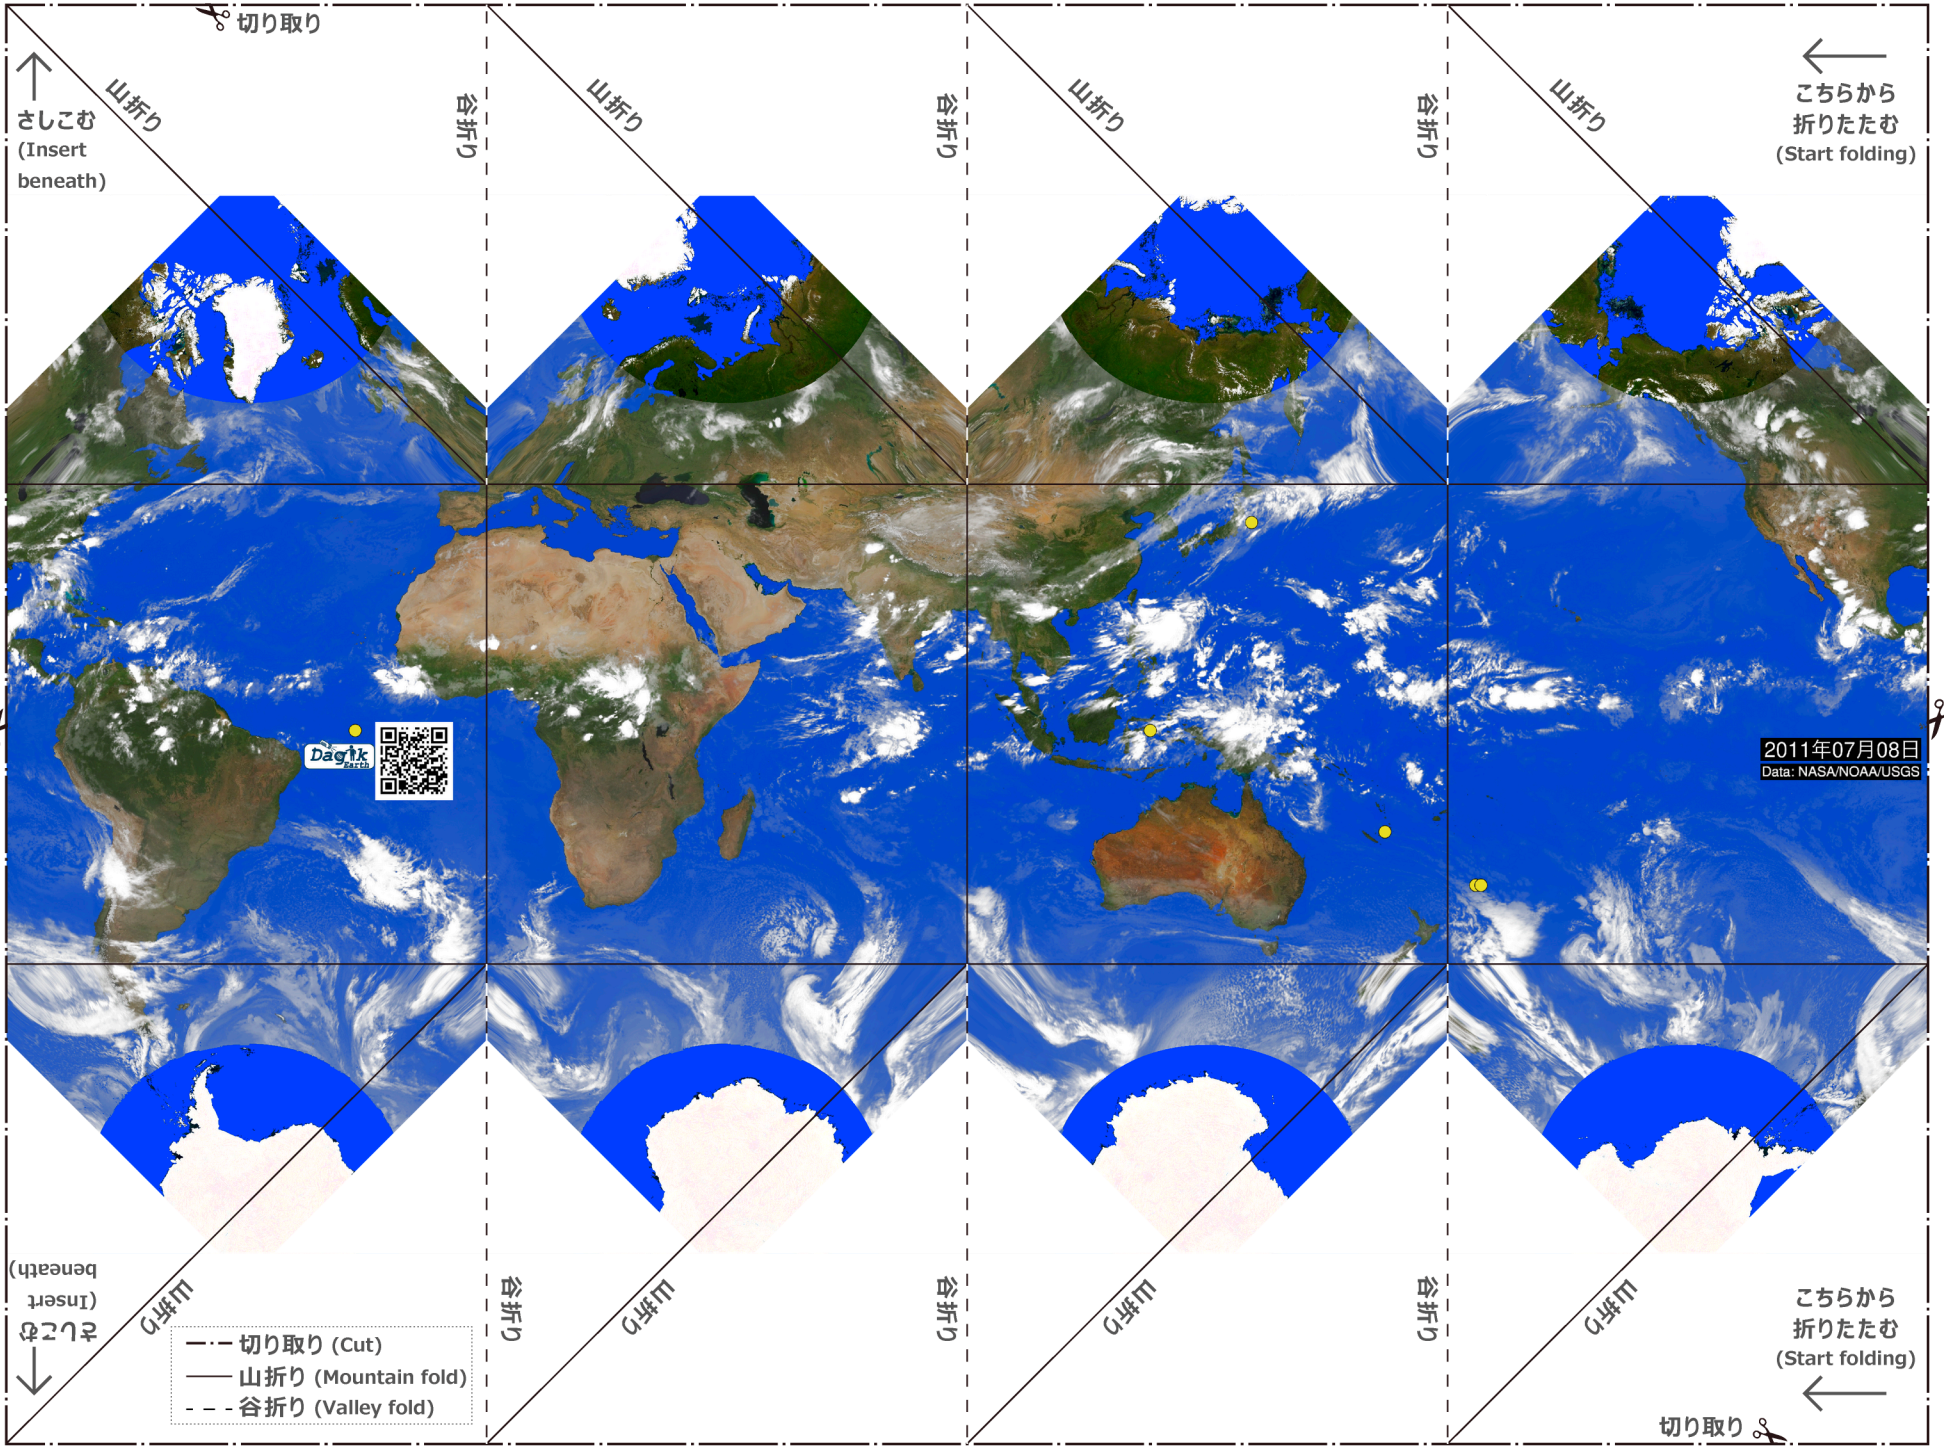 切り取り
山折り
谷折り
山折り
谷折り
山折り
谷折り
山折り
さしこむ
(Insert
beneath)
こちらから
折りたたむ
(Start folding)
Dagik
Earth
2011年07月08日
Data: NASA/NOAA/USGS
さしこむ
(Insert
beneath)
山折り
谷折り
山折り
谷折り
山折り
谷折り
山折り
こちらから
折りたたむ
(Start folding)
切り取り (Cut)
山折り (Mountain fold)
谷折り (Valley fold)
切り取り